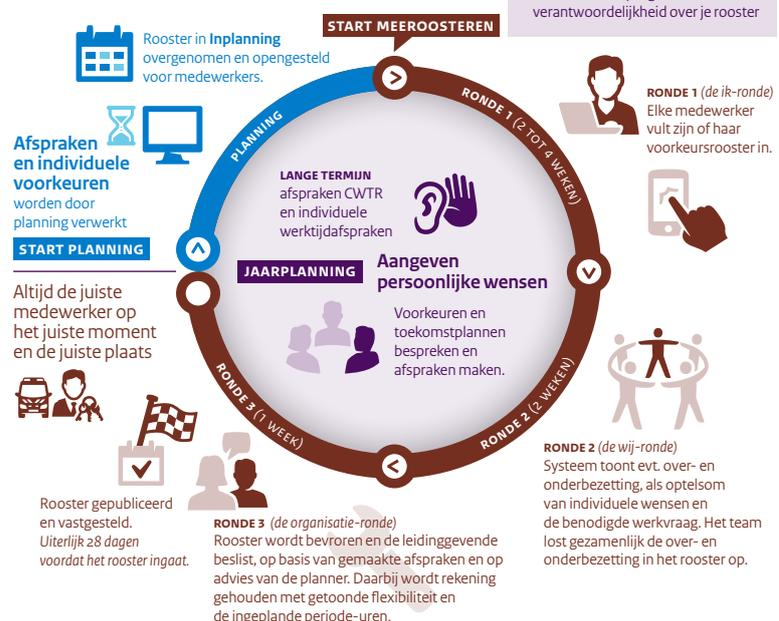 verantwoordelijkheid over je rooster
START MEEROOSTEREN
Rooster in Inplanning
overgenomen en opengesteld
voor medewerkers.
PLANNING
RONDE 1 (2 TOT 4 WEKEN)
RONDE 1 (de ik-ronde)
Elke medewerker
vult zijn of haar
voorkeursrooster in.
Afspraken
en individuele
voorkeuren
worden door
planning verwerkt
START PLANNING
LANGE TERMIJN
afspraken CWTR
en individuele
werktijdafspraken
JAARPLANNING
Aangeven
persoonlijke wensen
Voorkeuren en
toekomstplannen
bespreken en
afspraken maken.
Altijd de juiste
medewerker op
het juiste moment
en de juiste plaats
RONDE 3 (1 WEEK)
RONDE 2 (2 WEKEN)
RONDE 2 (de wij-ronde)
Systeem toont evt. over- en
onderbezetting, als optelsom
van individuele wensen en
de benodigde werkvraag. Het team
lost gezamenlijk de over- en
onderbezetting in het rooster op.
Rooster gepubliceerd
en vastgesteld.
Uiterlijk 28 dagen
voordat het rooster ingaat.
RONDE 3 (de organisatie-ronde)
Rooster wordt bevroren en de leidinggevende
beslist, op basis van gemaakte afspraken en op
advies van de planner. Daarbij wordt rekening
gehouden met getoonde flexibiliteit en
de ingeplande periode-uren.